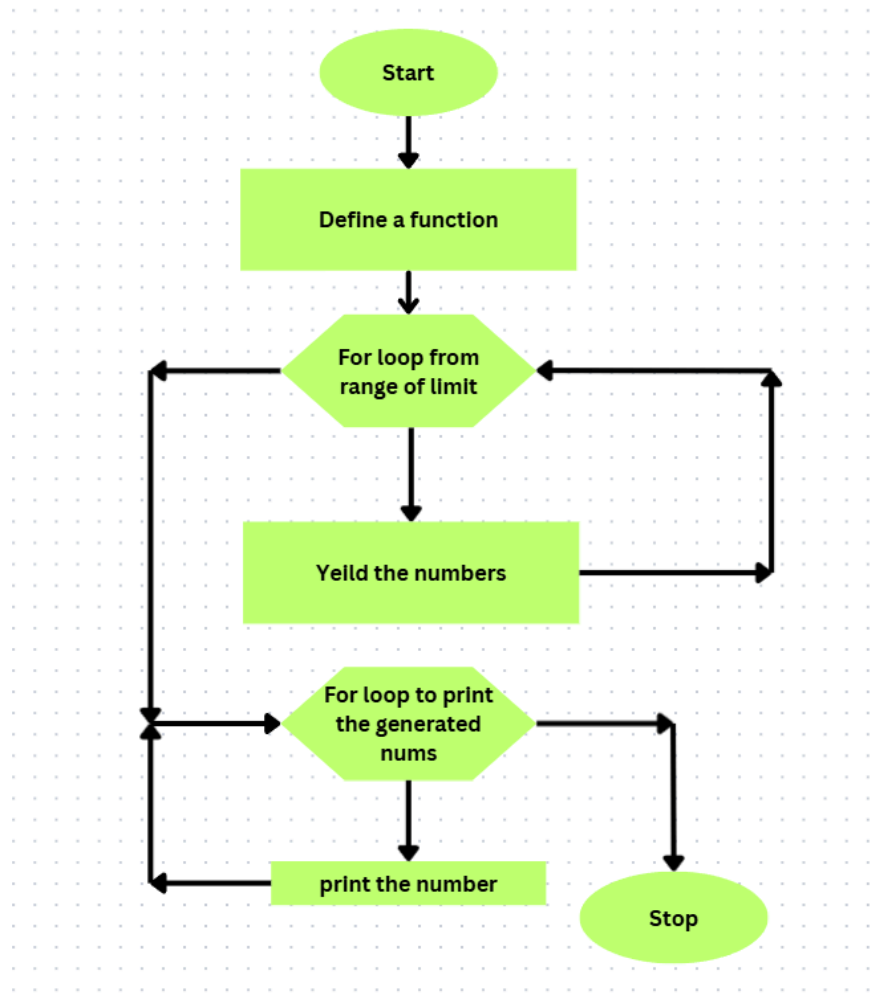 Start
Define a function
For loop from
range of limit
Yeild the numbers
For loop to print
the generated
nums
print the number
Stop